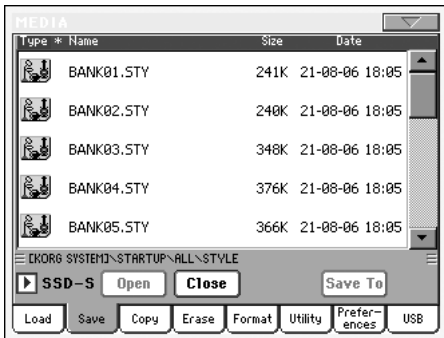 MEDIA
Type * Name Size Date
BANK01.STY 241K 21-08-06 18:05
BANK02.STY 240K 21-08-06 18:05
BANK03.STY 348K 21-08-06 18:05
BANK04.STY 376K 21-08-06 18:05
BANK05.STY 366K 21-08-06 18:05
[KORG SYSTEM]\STARTUP\ALL\STYLE
SSD-S Open Close Save To
Load Save Copy Erase Format Utility Prefer-ences USB